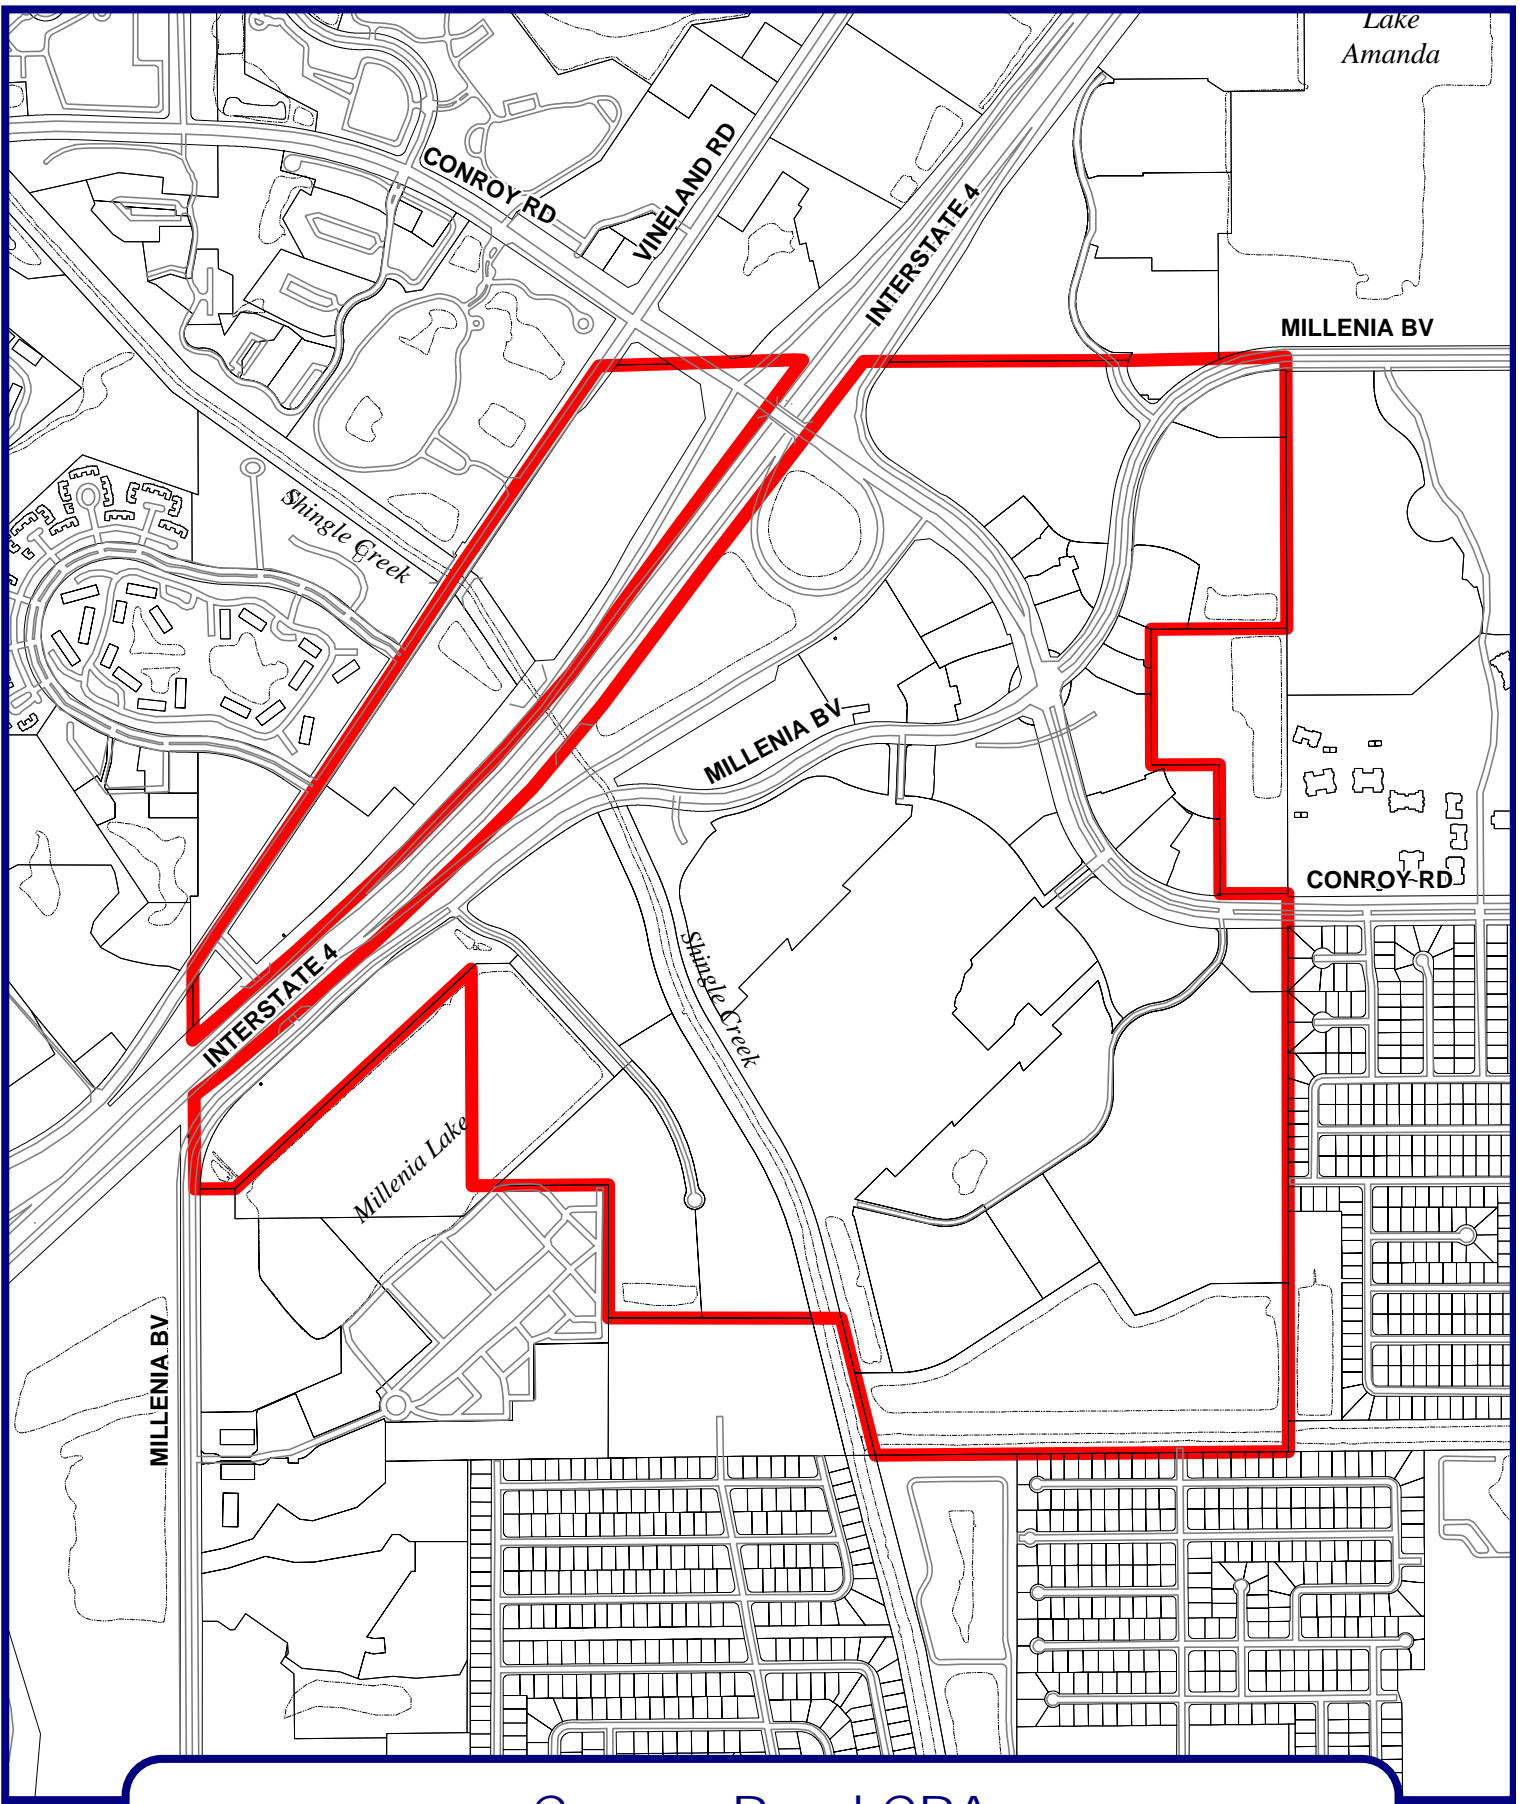 Lake
Amanda
CONROY RD
VINELAND RD
INTERSTATE 4
MILLENIA BV
Shingle Creek
MILLENIA BV
CONROY RD
Shingle Creek
INTERSTATE 4
Millenia Lake
MILLENIA BV